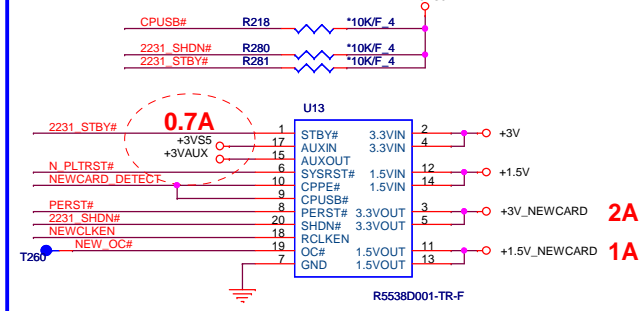 CPUSB# R218 *10K/F_4
2231_SHDN# R280 *10K/F_4
2231_STBY# R281 *10K/F_4
U13
0.7A
2231_STBY# 1 STBY# 3.3VIN 2 +3V
+3VS5 17 AUXIN 3.3VIN 4
+3VAUX 15 AUXOUT
N_PLTRST# 6 SYSRST# 1.5VIN 12 +1.5V
NEWCARD_DETECT 10 CPPE# 1.5VIN 14
9 CPUSB#
PERST# 8 PERST# 3.3VOUT 3 +3V_NEWCARD 2A
2231_SHDN# 20 SHDN# 3.3VOUT 5
NEWCLKEN 18 RCLKEN
T260 NEW_OC# 19 OC# 1.5VOUT 11 +1.5V_NEWCARD 1A
7 GND 1.5VOUT 13
R5538D001-TR-F